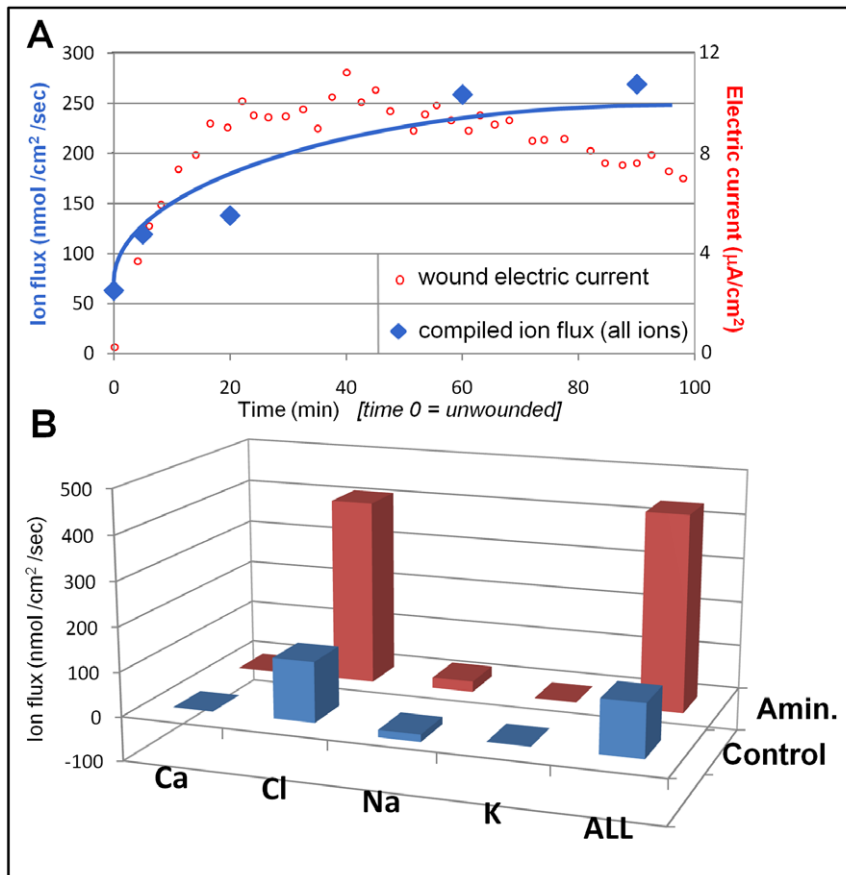 A
300
250
200
150
100
50
0
Ion flux (nmol /cm² /sec)
12
8
4
0
Electric current (µA/cm²)
wound electric current
compiled ion flux (all ions)
0 20 40 60 80 100
Time (min) [time 0 = unwounded]
B
500
400
300
200
100
0
-100
Ion flux (nmol /cm² /sec)
Ca Cl Na K ALL
Amin.
Control